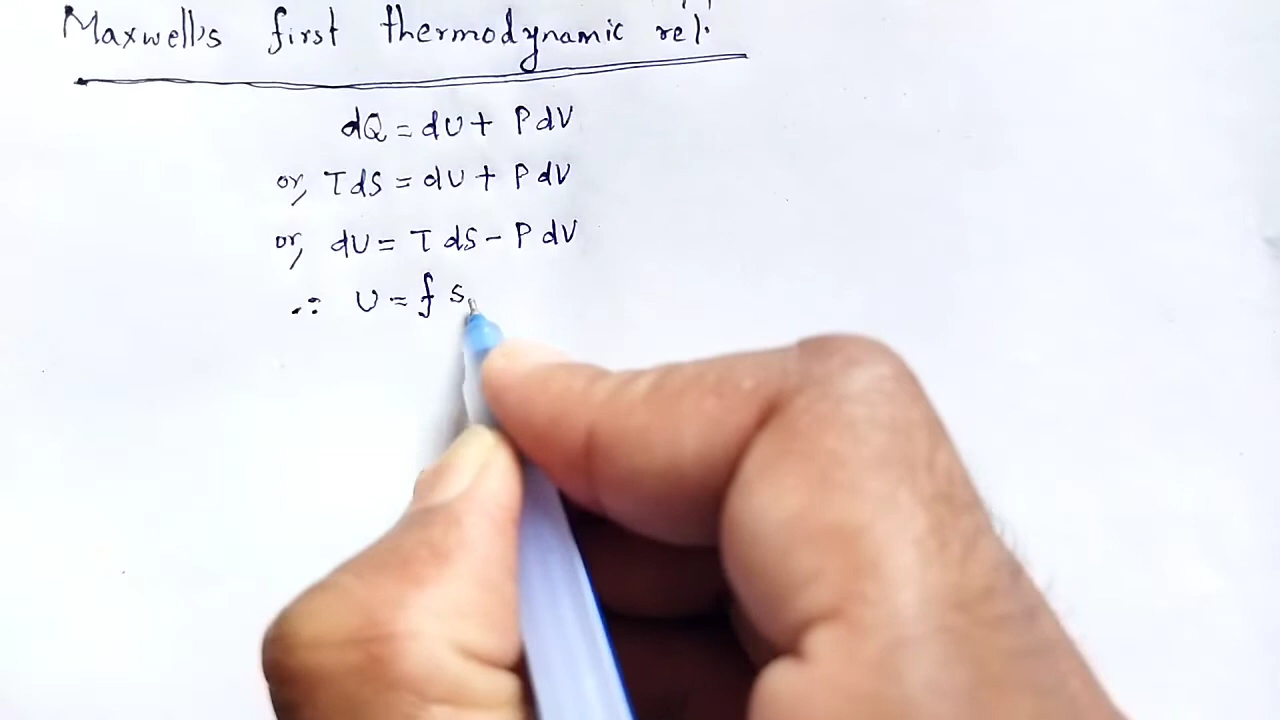 Maxwell's first thermodynamic rel.
dQ = dU + PdV
or, TdS = dU + PdV
or, dU = TdS - PdV
∴ U = f S,